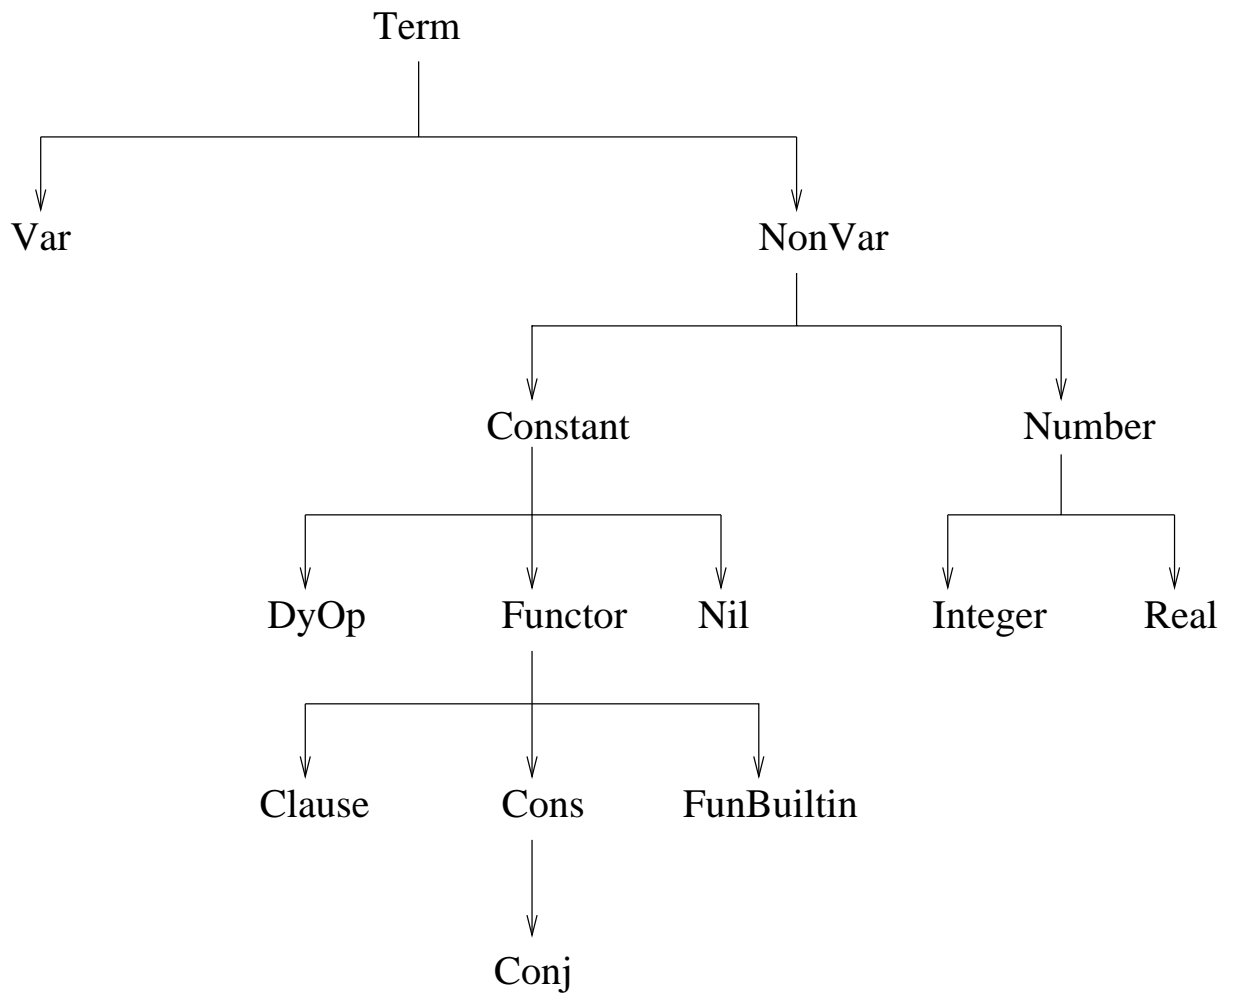 Term
Var NonVar
Constant Number
DyOp Functor Nil Integer Real
Clause Cons FunBuiltin
Conj